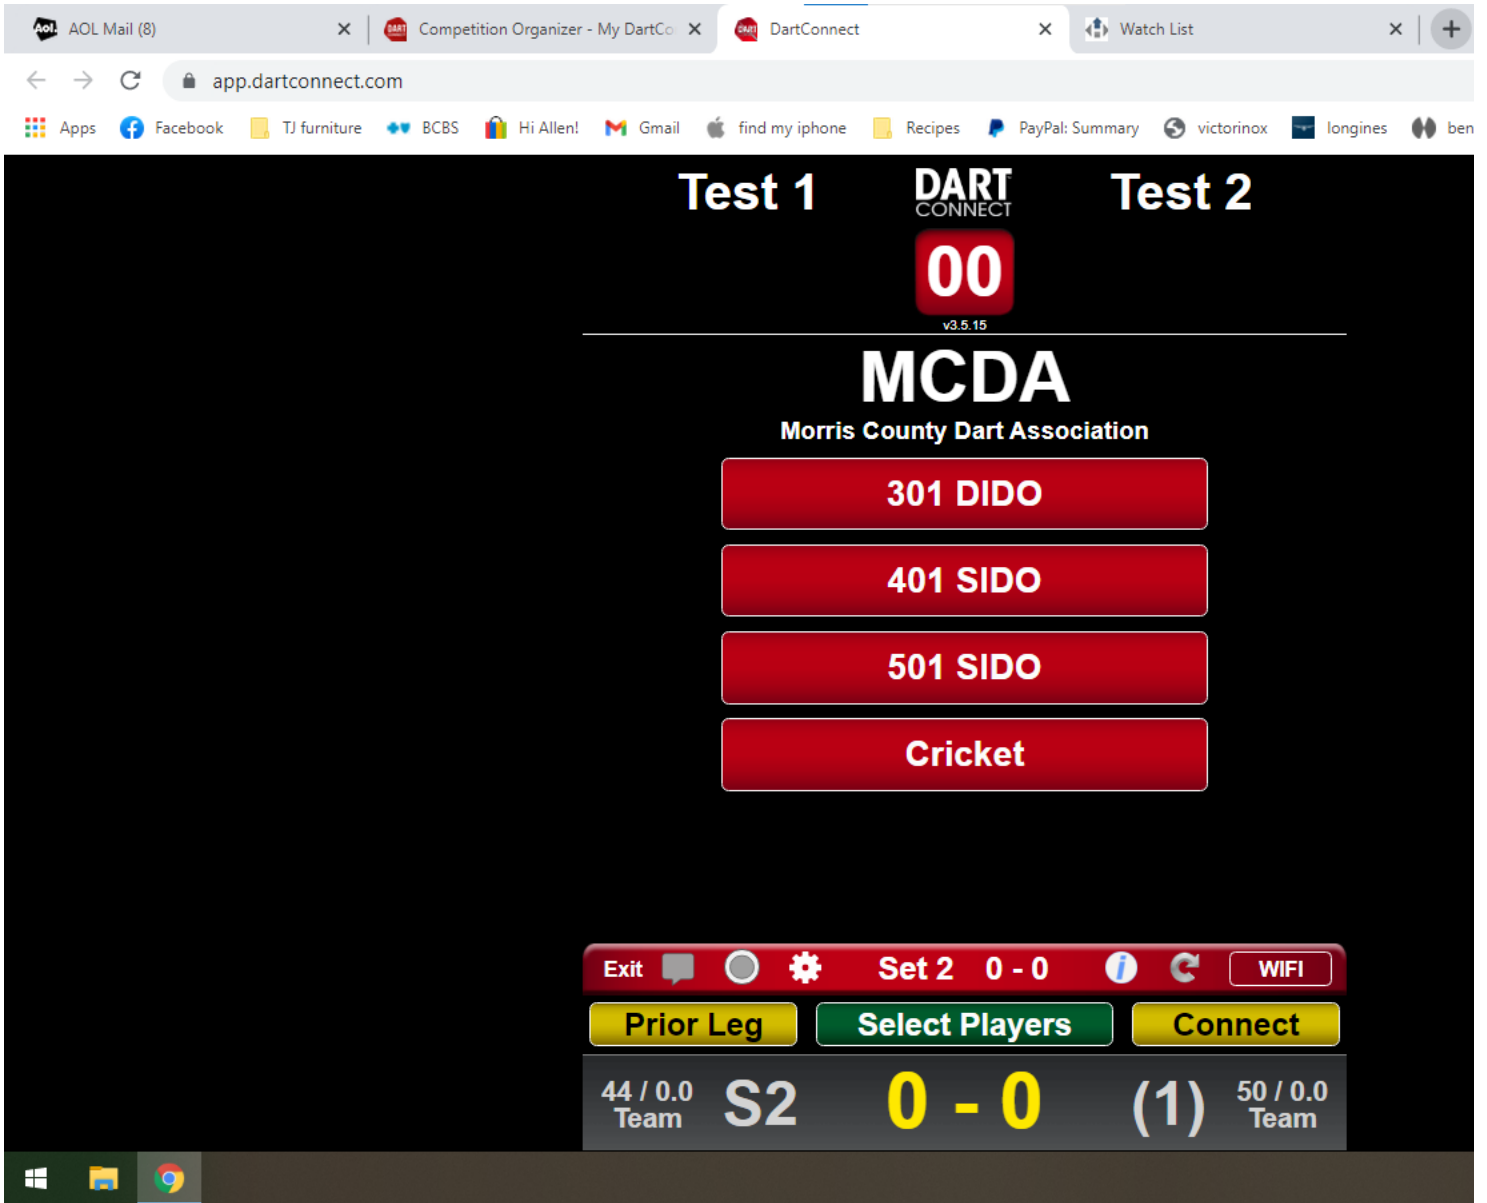 Aol. AOL Mail (8) Competition Organizer - My DartCo DartConnect Watch List
app.dartconnect.com
Apps Facebook TJ furniture BCBS Hi Allen! Gmail find my iphone Recipes PayPal: Summary victorinox longines ben
Test 1 DART CONNECT Test 2
00
v3.5.15
MCDA
Morris County Dart Association
301 DIDO
401 SIDO
501 SIDO
Cricket
Exit Set 2 0 - 0 i WIFI
Prior Leg Select Players Connect
44 / 0.0 Team S2 0 - 0 (1) 50 / 0.0 Team